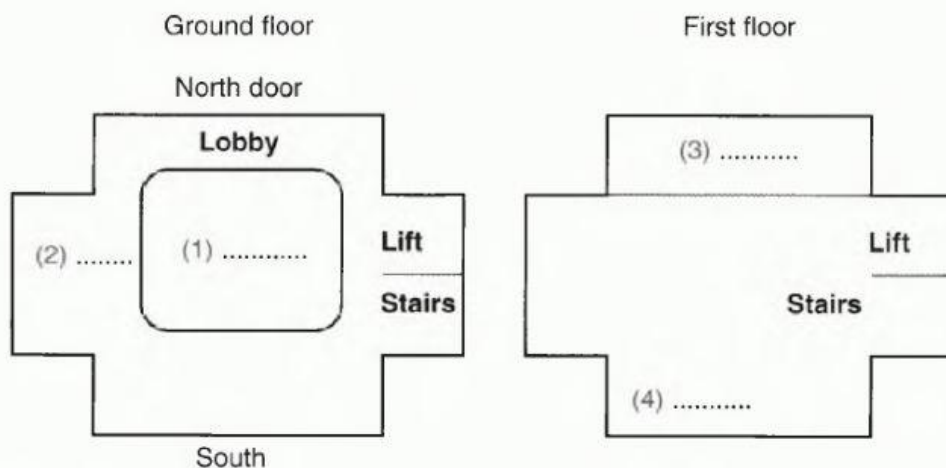 Ground floor
First floor
North door
Lobby
(3) ...........
(2) .......
(1) ...........
Lift
Lift
Stairs
Stairs
(4) ..........
South